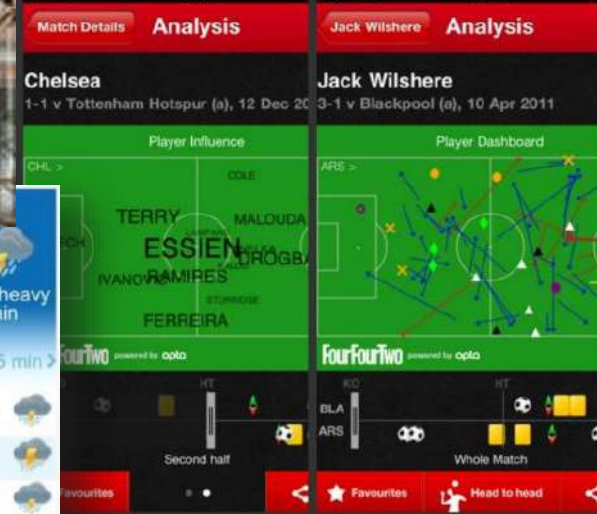 Match Details
Analysis
Chelsea
1-1 v Tottenham Hotspur (a), 12 Dec 20
Player Influence
CHL >
COLE
TERRY
MALOUDA
ESSIEN
DROGBA
IVANOVIC
RAMIRES
STURRIDGE
FERREIRA
FourFourTwo powered by opta
HT
Second half
Favourites
Jack Wilshere
Analysis
Jack Wilshere
3-1 v Blackpool (a), 10 Apr 2011
Player Dashboard
ARS >
FourFourTwo powered by opta
KO
HT
BLA
ARS
Whole Match
Favourites
Head to head
heavy
5 min >